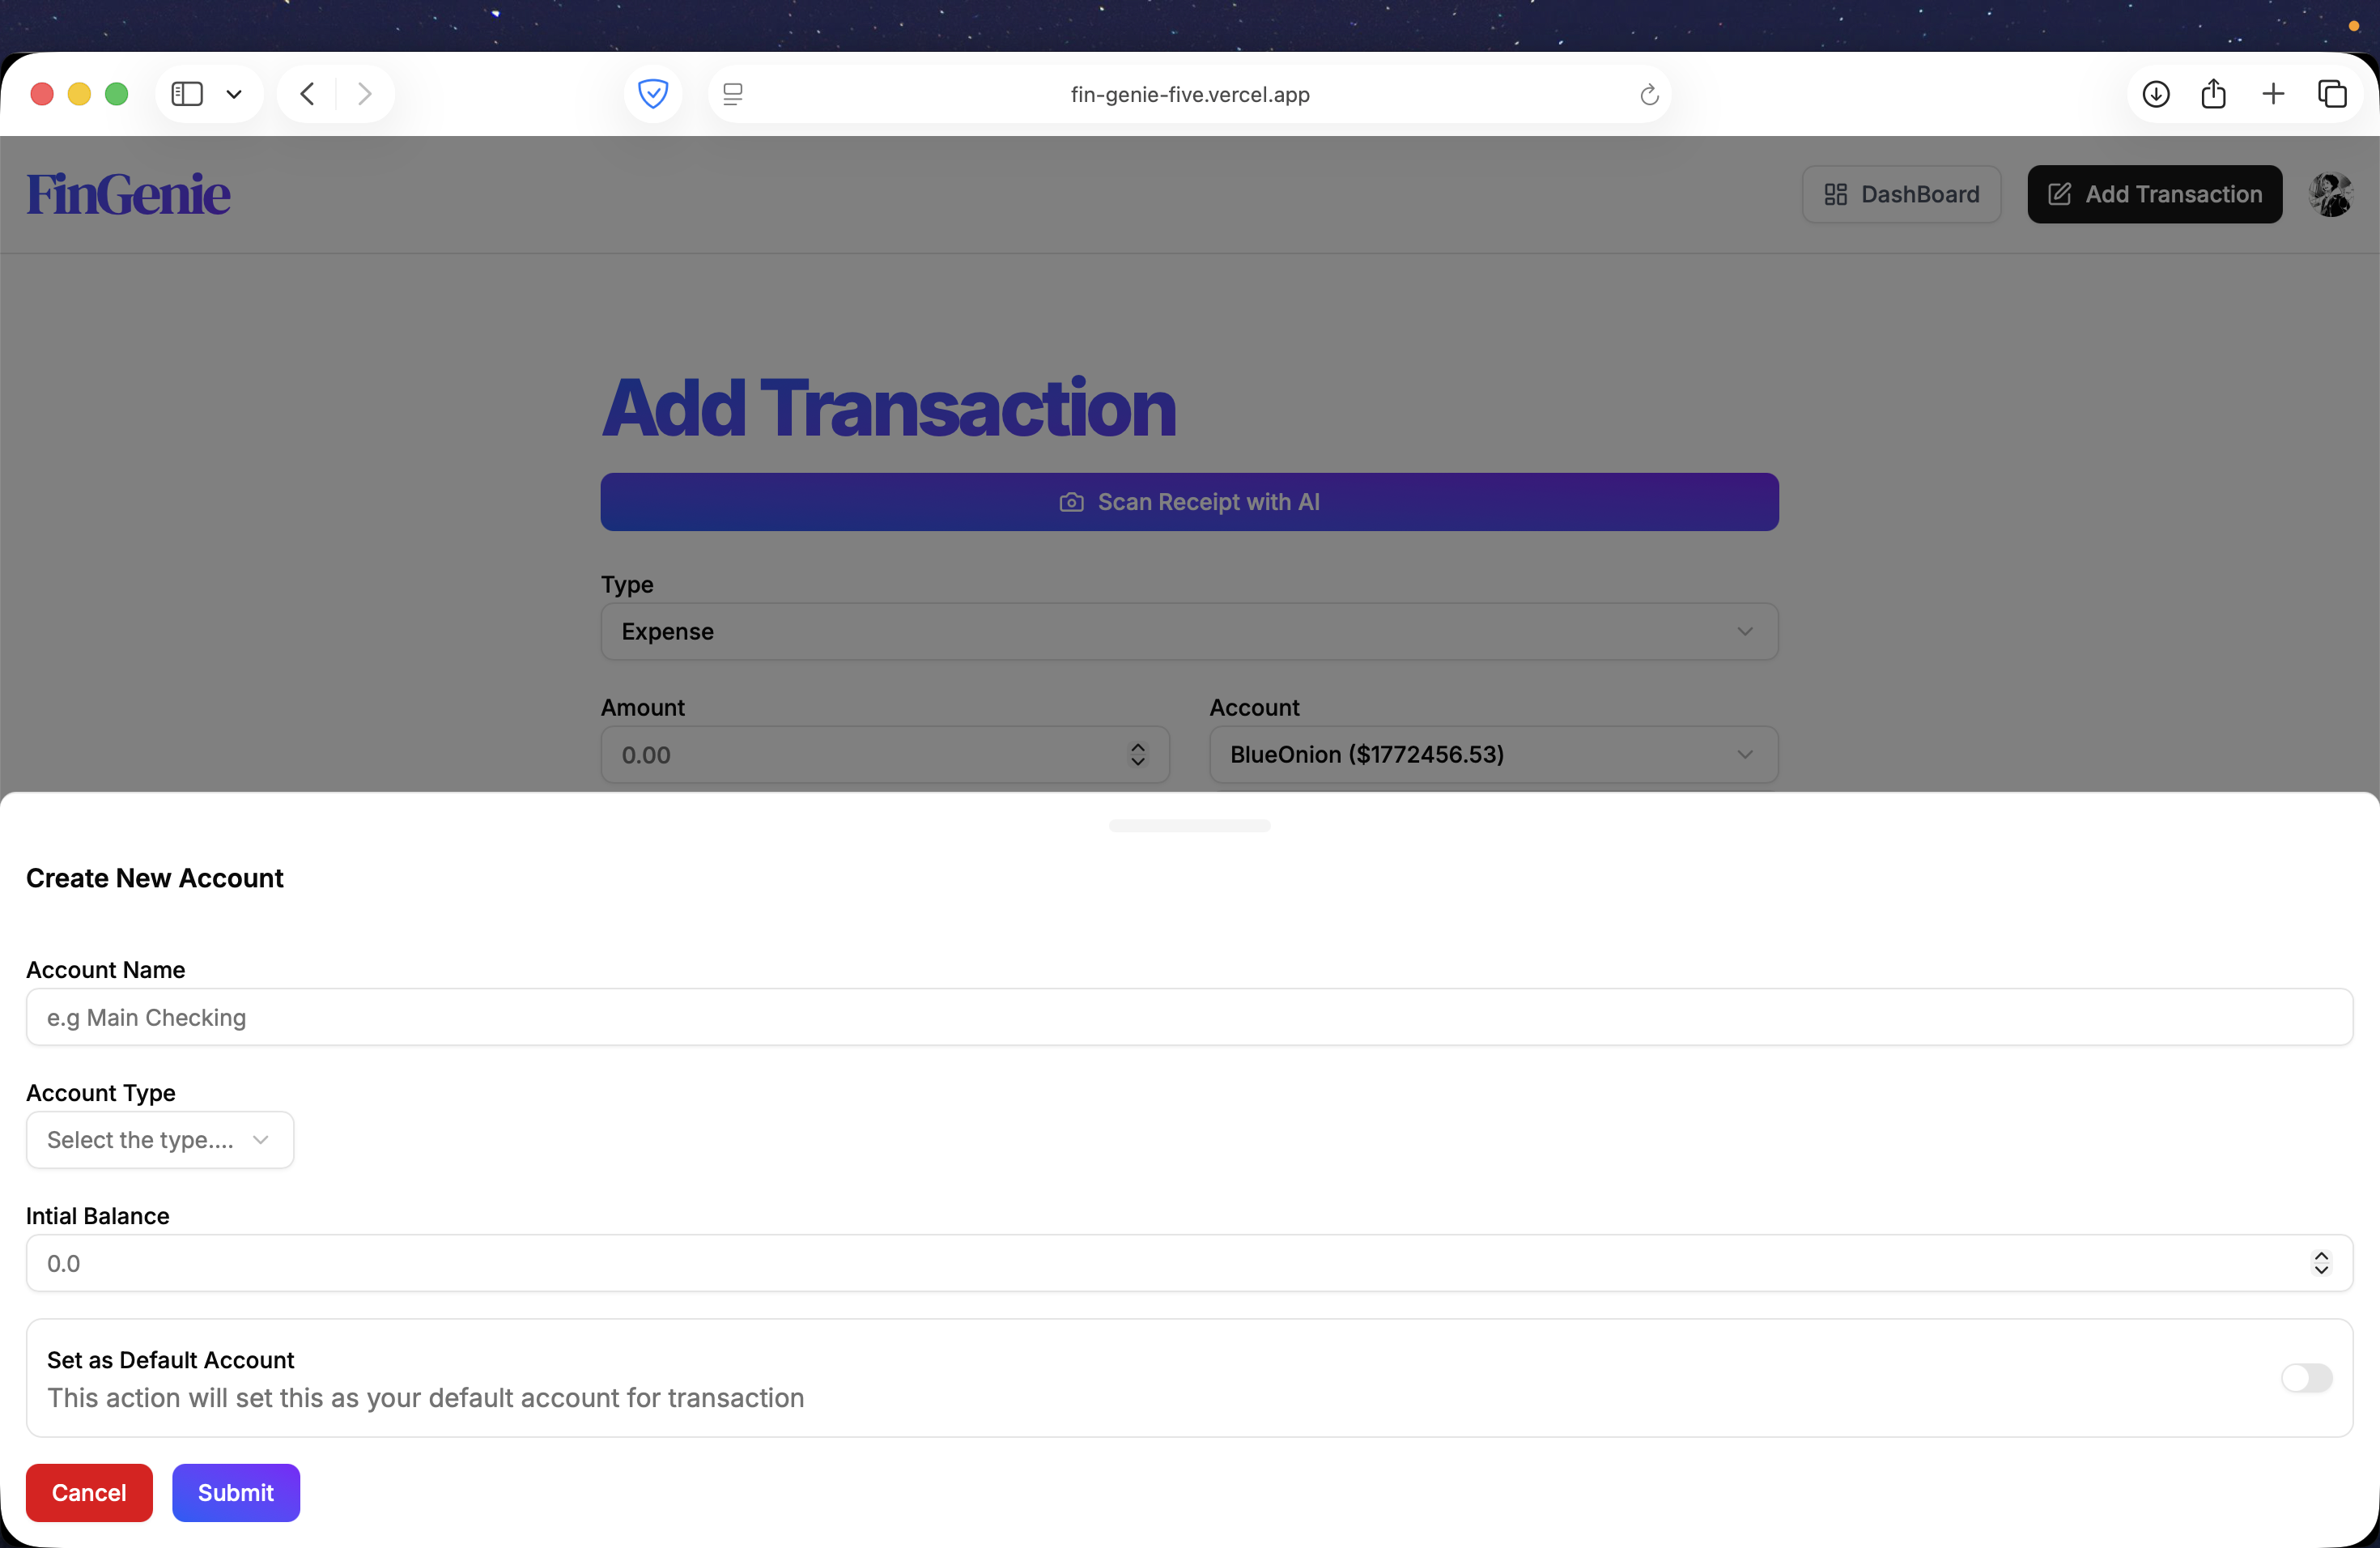 fin-genie-five.vercel.app
FinGenie
DashBoard
Add Transaction
Add Transaction
Scan Receipt with AI
Type
Expense
Amount
Account
0.00
BlueOnion ($1772456.53)
Create New Account
Account Name
e.g Main Checking
Account Type
Select the type....
Intial Balance
0.0
Set as Default Account
This action will set this as your default account for transaction
Cancel
Submit